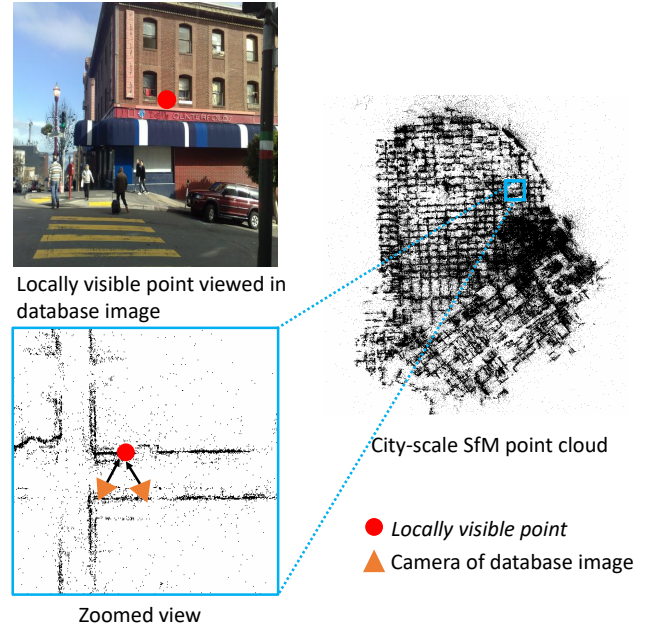 CENTERFOLDS
Locally visible point viewed in
database image
City-scale SfM point cloud
Locally visible point
Camera of database image
Zoomed view